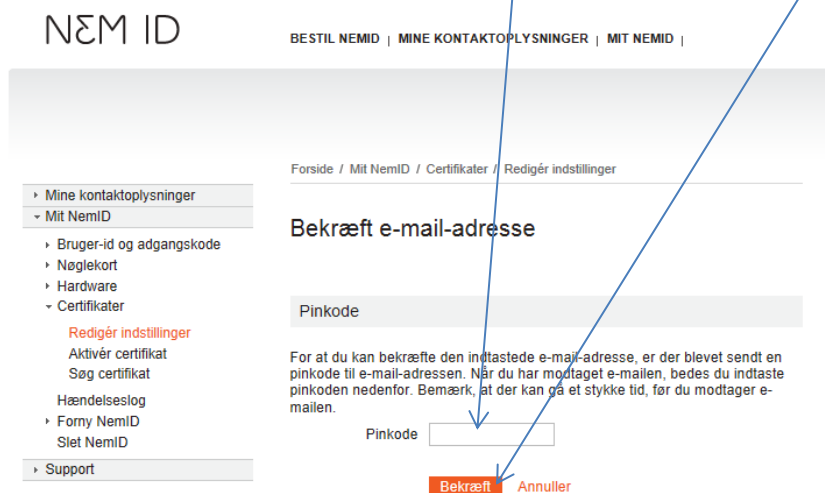 NEM ID
BESTIL NEMID | MINE KONTAKTOPLYSNINGER | MIT NEMID |
Forside / Mit NemID / Certifikater / Redigér indstillinger
Mine kontaktoplysninger
Mit NemID
Bruger-id og adgangskode
Nøglekort
Hardware
Certifikater
Redigér indstillinger
Aktivér certifikat
Søg certifikat
Hændelseslog
Forny NemID
Slet NemID
Support
Bekræft e-mail-adresse
Pinkode
For at du kan bekræfte den indtastede e-mail-adresse, er der blevet sendt en
pinkode til e-mail-adressen. Når du har modtaget e-mailen, bedes du indtaste
pinkoden nedenfor. Bemærk, at der kan gå et stykke tid, før du modtager e-
mailen.
Pinkode
Bekræft Annuller